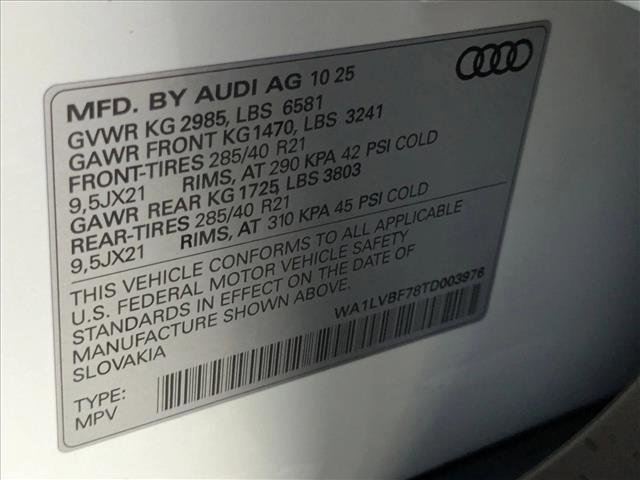 MFD. BY AUDI AG 10 25
GVWR KG 2985, LBS 6581
GAWR FRONT KG1470, LBS 3241
FRONT-TIRES 285/40 R21
9,5JX21 RIMS, AT 290 KPA 42 PSI COLD
GAWR REAR KG 1725, LBS 3803
REAR-TIRES 285/40 R21
9,5JX21 RIMS, AT 310 KPA 45 PSI COLD
THIS VEHICLE CONFORMS TO ALL APPLICABLE
U.S. FEDERAL MOTOR VEHICLE SAFETY
STANDARDS IN EFFECT ON THE DATE OF
MANUFACTURE SHOWN ABOVE.
SLOVAKIA
WA1LVBF78TD003976
TYPE:
MPV